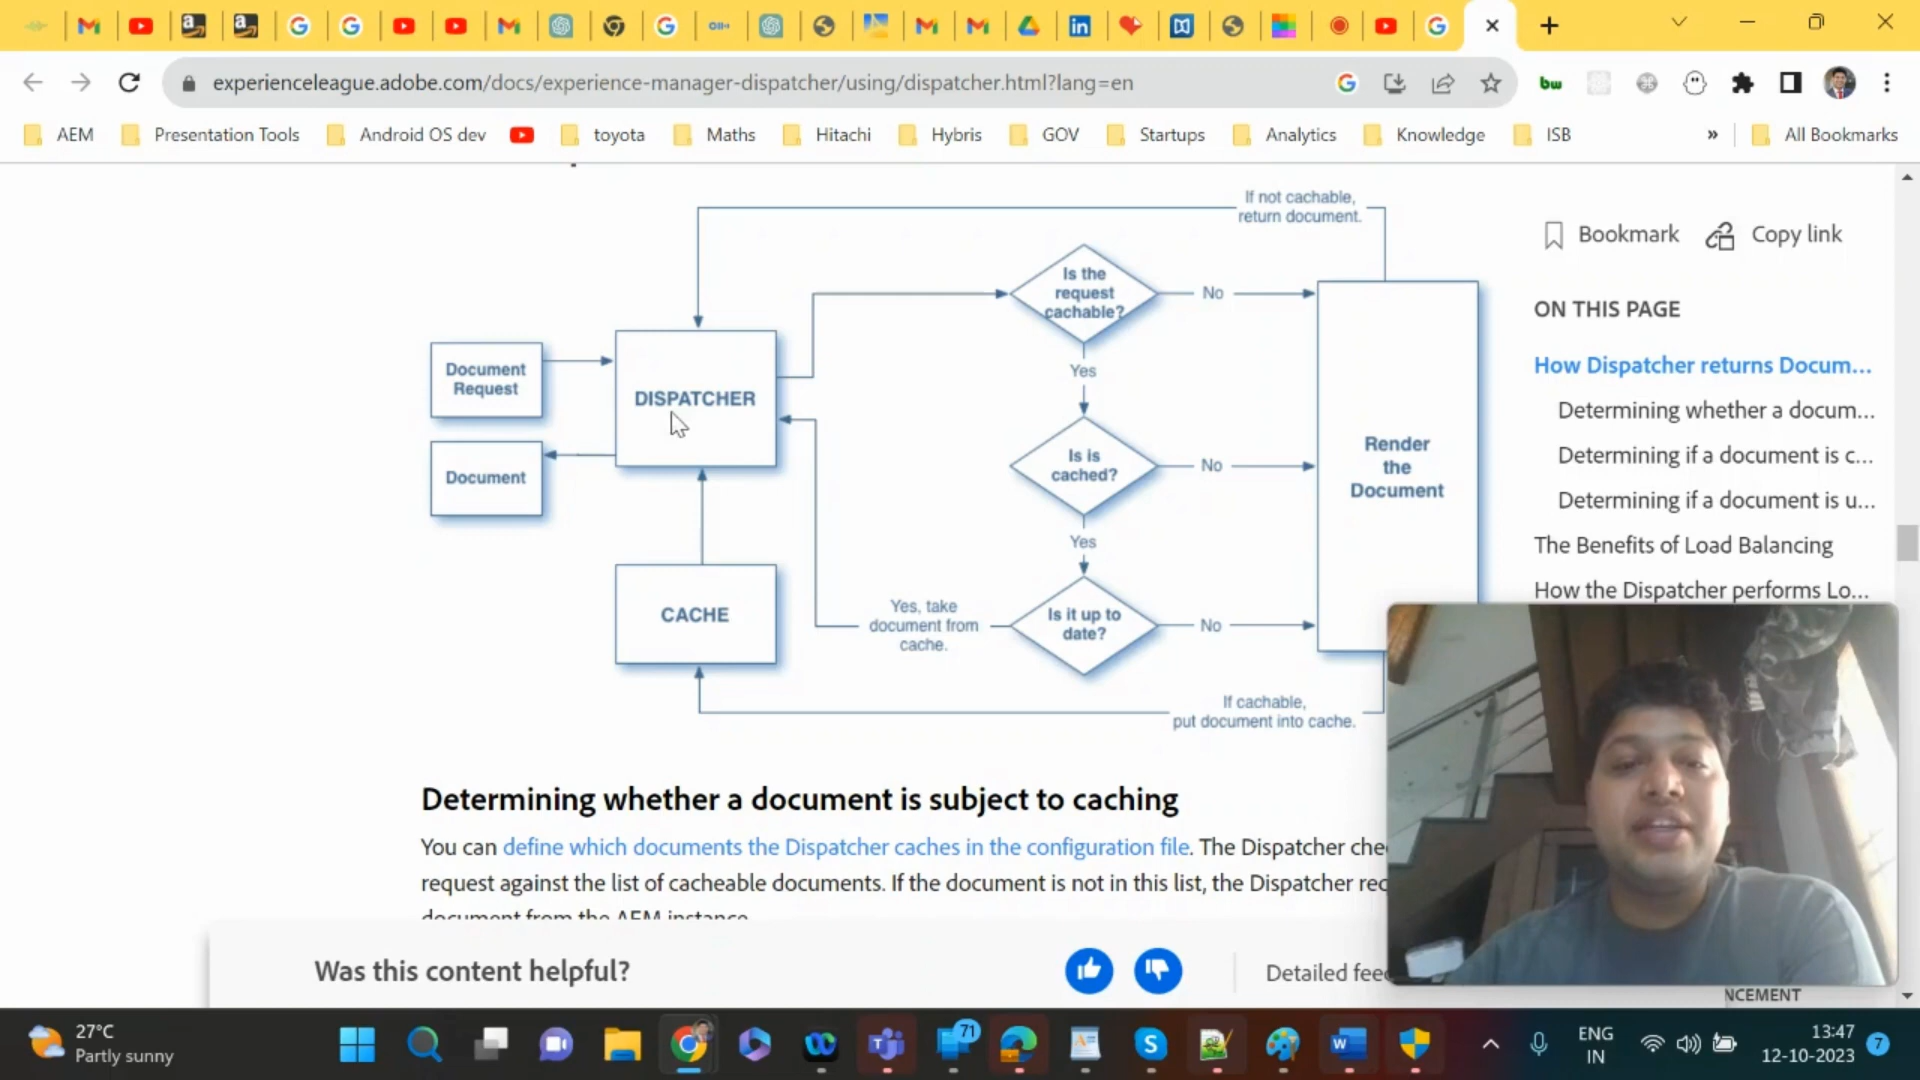 experienceleague.adobe.com/docs/experience-manager-dispatcher/using/dispatcher.html?lang=en
bw
AEM
Presentation Tools
Android OS dev
toyota
Maths
Hitachi
Hybris
GOV
Startups
Analytics
Knowledge
ISB
»
All Bookmarks
If not cachable,
return document.
Is the
request
cachable?
No
Document
Request
DISPATCHER
Yes
Document
Is is
cached?
No
Render
the
Document
Yes
CACHE
Yes, take
document from
cache.
Is it up to
date?
No
If cachable,
put document into cache.
Bookmark
Copy link
ON THIS PAGE
How Dispatcher returns Docum...
Determining whether a docum...
Determining if a document is c...
Determining if a document is u...
The Benefits of Load Balancing
How the Dispatcher performs Lo...
Determining whether a document is subject to caching
You can define which documents the Dispatcher caches in the configuration file. The Dispatcher che
request against the list of cacheable documents. If the document is not in this list, the Dispatcher rec
document from the AEM instance
Was this content helpful?
Detailed fee
NCEMENT
27°C
Partly sunny
71
ENG
IN
13:47
12-10-2023
7